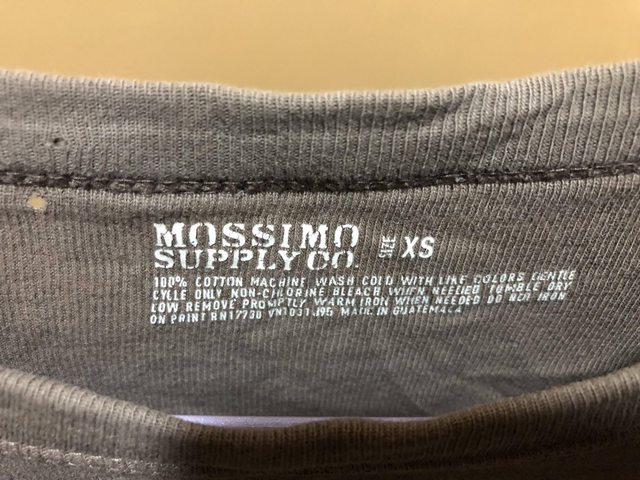 MOSSIMO
SUPPLY CO. SIZE XS
100% COTTON MACHINE WASH COLD WITH LIKE COLORS GENTLE
CYCLE ONLY NON-CHLORINE BLEACH WHEN NEEDED TUMBLE DRY
LOW REMOVE PROMPTLY WARM IRON WHEN NEEDED DO NOT IRON
ON PRINT RN17730 MADE IN GUATEMALA